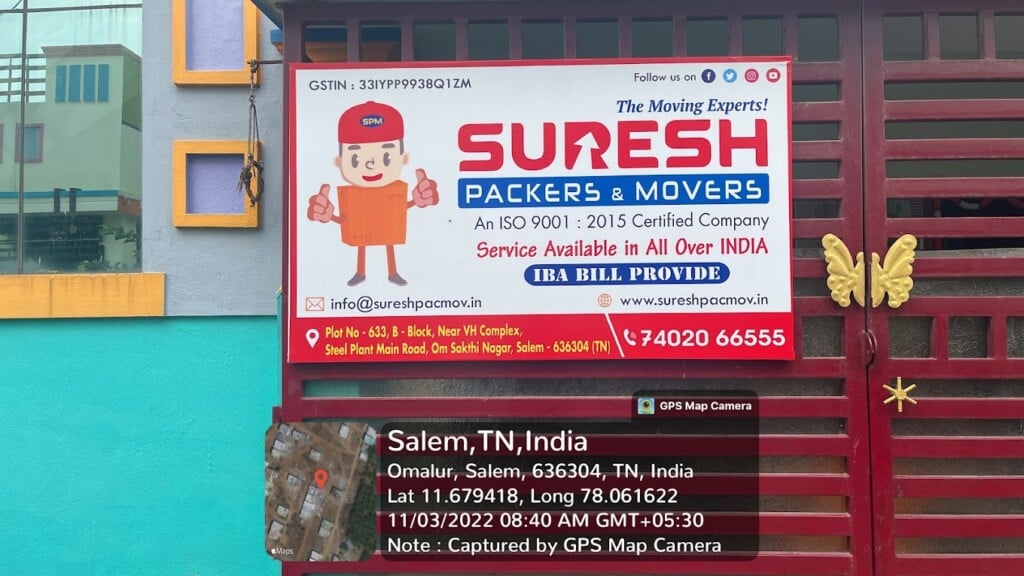 GSTIN : 33IYPP9938Q1ZM
Follow us on
SPM
The Moving Experts!
SURESH
PACKERS & MOVERS
An ISO 9001 : 2015 Certified Company
Service Available in All Over INDIA
IBA BILL PROVIDE
info@sureshpacmov.in
www.sureshpacmov.in
Plot No - 633, B - Block, Near VH Complex,
Steel Plant Main Road, Om Sakthi Nagar, Salem - 636304 (TN)
74020 66555
GPS Map Camera
Salem,TN,India
Omalur, Salem, 636304, TN, India
Lat 11.679418, Long 78.061622
11/03/2022 08:40 AM GMT+05:30
Note : Captured by GPS Map Camera
Maps